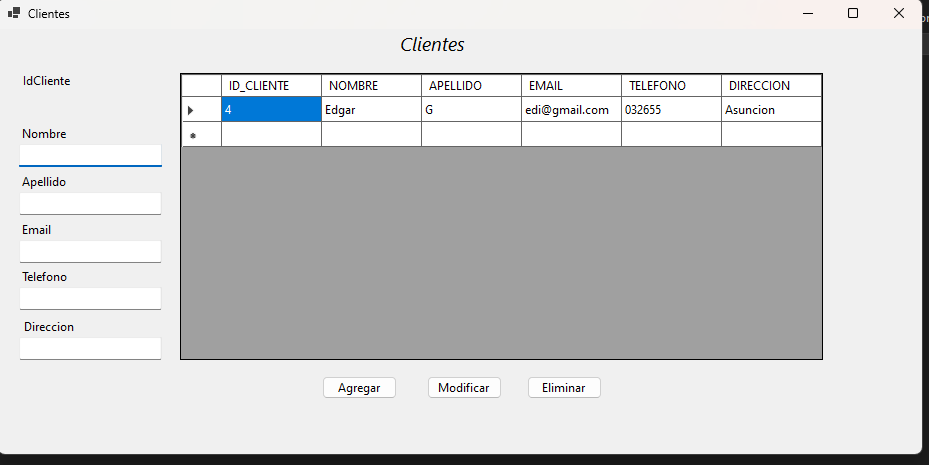 Clientes
Clientes
IdCliente
Nombre
Apellido
Email
Telefono
Direccion
ID_CLIENTE NOMBRE APELLIDO EMAIL TELEFONO DIRECCION
4 Edgar G edi@gmail.com 032655 Asuncion
Agregar Modificar Eliminar